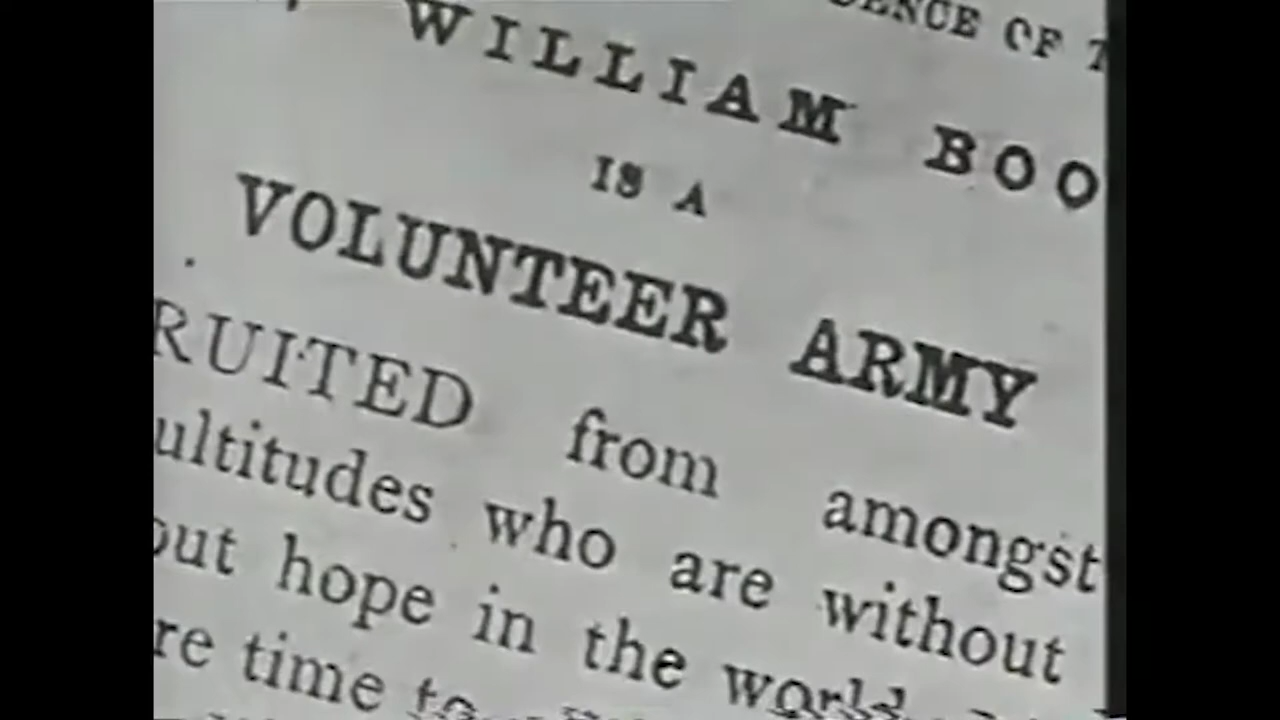 ENCE OF T
WILLIAM BOO
IS A
VOLUNTEER ARMY
RUITED from amongst
ultitudes who are without
out hope in the world
re time to